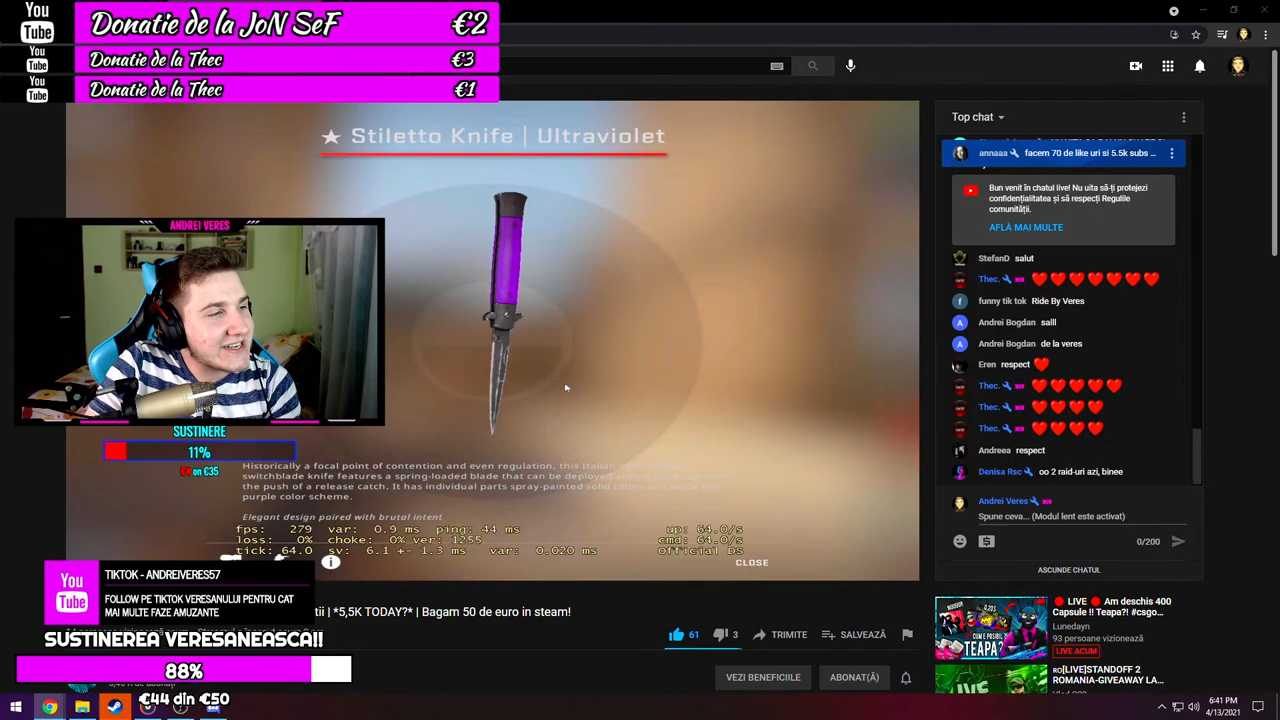 You
Tube
Donatie de la JoN SeF €2
You
Tube
Donatie de la Thec €3
You
Tube
Donatie de la Thec €1
★ Stiletto Knife | Ultraviolet
ANDREI VERES
SUSTINERE
11%
€4 on €35
Historically a focal point of contention and even regulation, this Italian
switchblade knife features a spring-loaded blade that can be deployed
the push of a release catch. It has individual parts spray-painted solid colors in a
purple color scheme.
Elegant design paired with brutal intent
fps: 279 var: 0.9 ms ping: 44 ms up: 64.0/s
loss: 0% choke: 0% ver: 1255 cmd: 64.0/s
tick: 64.0 sv: 6.1 +- 1.3 ms var: 0.020 ms Official DS
CLOSE
You
Tube
TIKTOK - ANDREIVERES57
FOLLOW PE TIKTOK VERESANULUI PENTRU CAT
MAI MULTE FAZE AMUZANTE
tii | *5,5K TODAY?* | Bagam 50 de euro in steam!
SUSTINEREA VERESANEASCA!!
88%
€44 din €50
61 3 TRIMITE SALVEAZĂ
VEZI BENEFICIILE
Top chat
annaaa facem 70 de like uri si 5.5k subs ...
Bun venit în chatul live! Nu uita să-ți protejezi
confidențialitatea și să respecți Regulile
comunității.
AFLĂ MAI MULTE
StefanD salut
Thec. ❤❤❤❤❤❤❤
funny tik tok Ride By Veres
Andrei Bogdan salll
Andrei Bogdan de la veres
Eren respect ❤
Thec. ❤❤❤❤❤
Thec. ❤❤❤❤
Thec. ❤❤❤❤
Andreea respect
Denisa Rsc oo 2 raid-uri azi, binee
Andrei Veres
Spune ceva... (Modul lent este activat)
0/200
ASCUNDE CHATUL
🔴 LIVE 🔴 Am deschis 400
Capsule !! Teapa?! #csgo...
Lunedayn
93 persoane vizionează
LIVE ACUM
TEAPA?
ro[LIVE]STANDOFF 2
ROMANIA-GIVEAWAY LA...
6:41 PM
4/13/2021